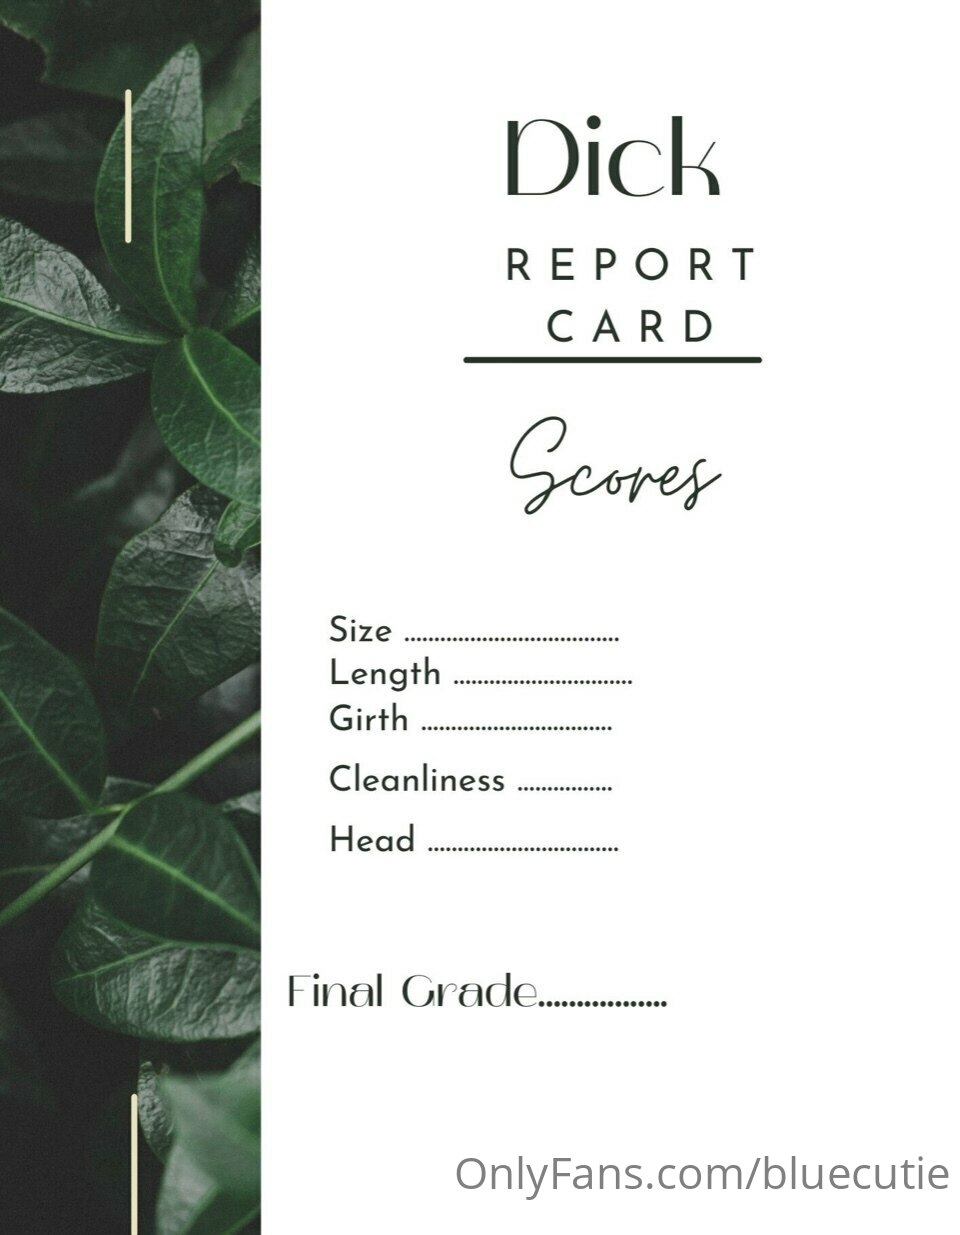 Dick
REPORT
CARD
Scores
Size ....................................
Length ..............................
Girth ................................
Cleanliness ................
Head ................................
Final Grade.................
OnlyFans.com/bluecutie